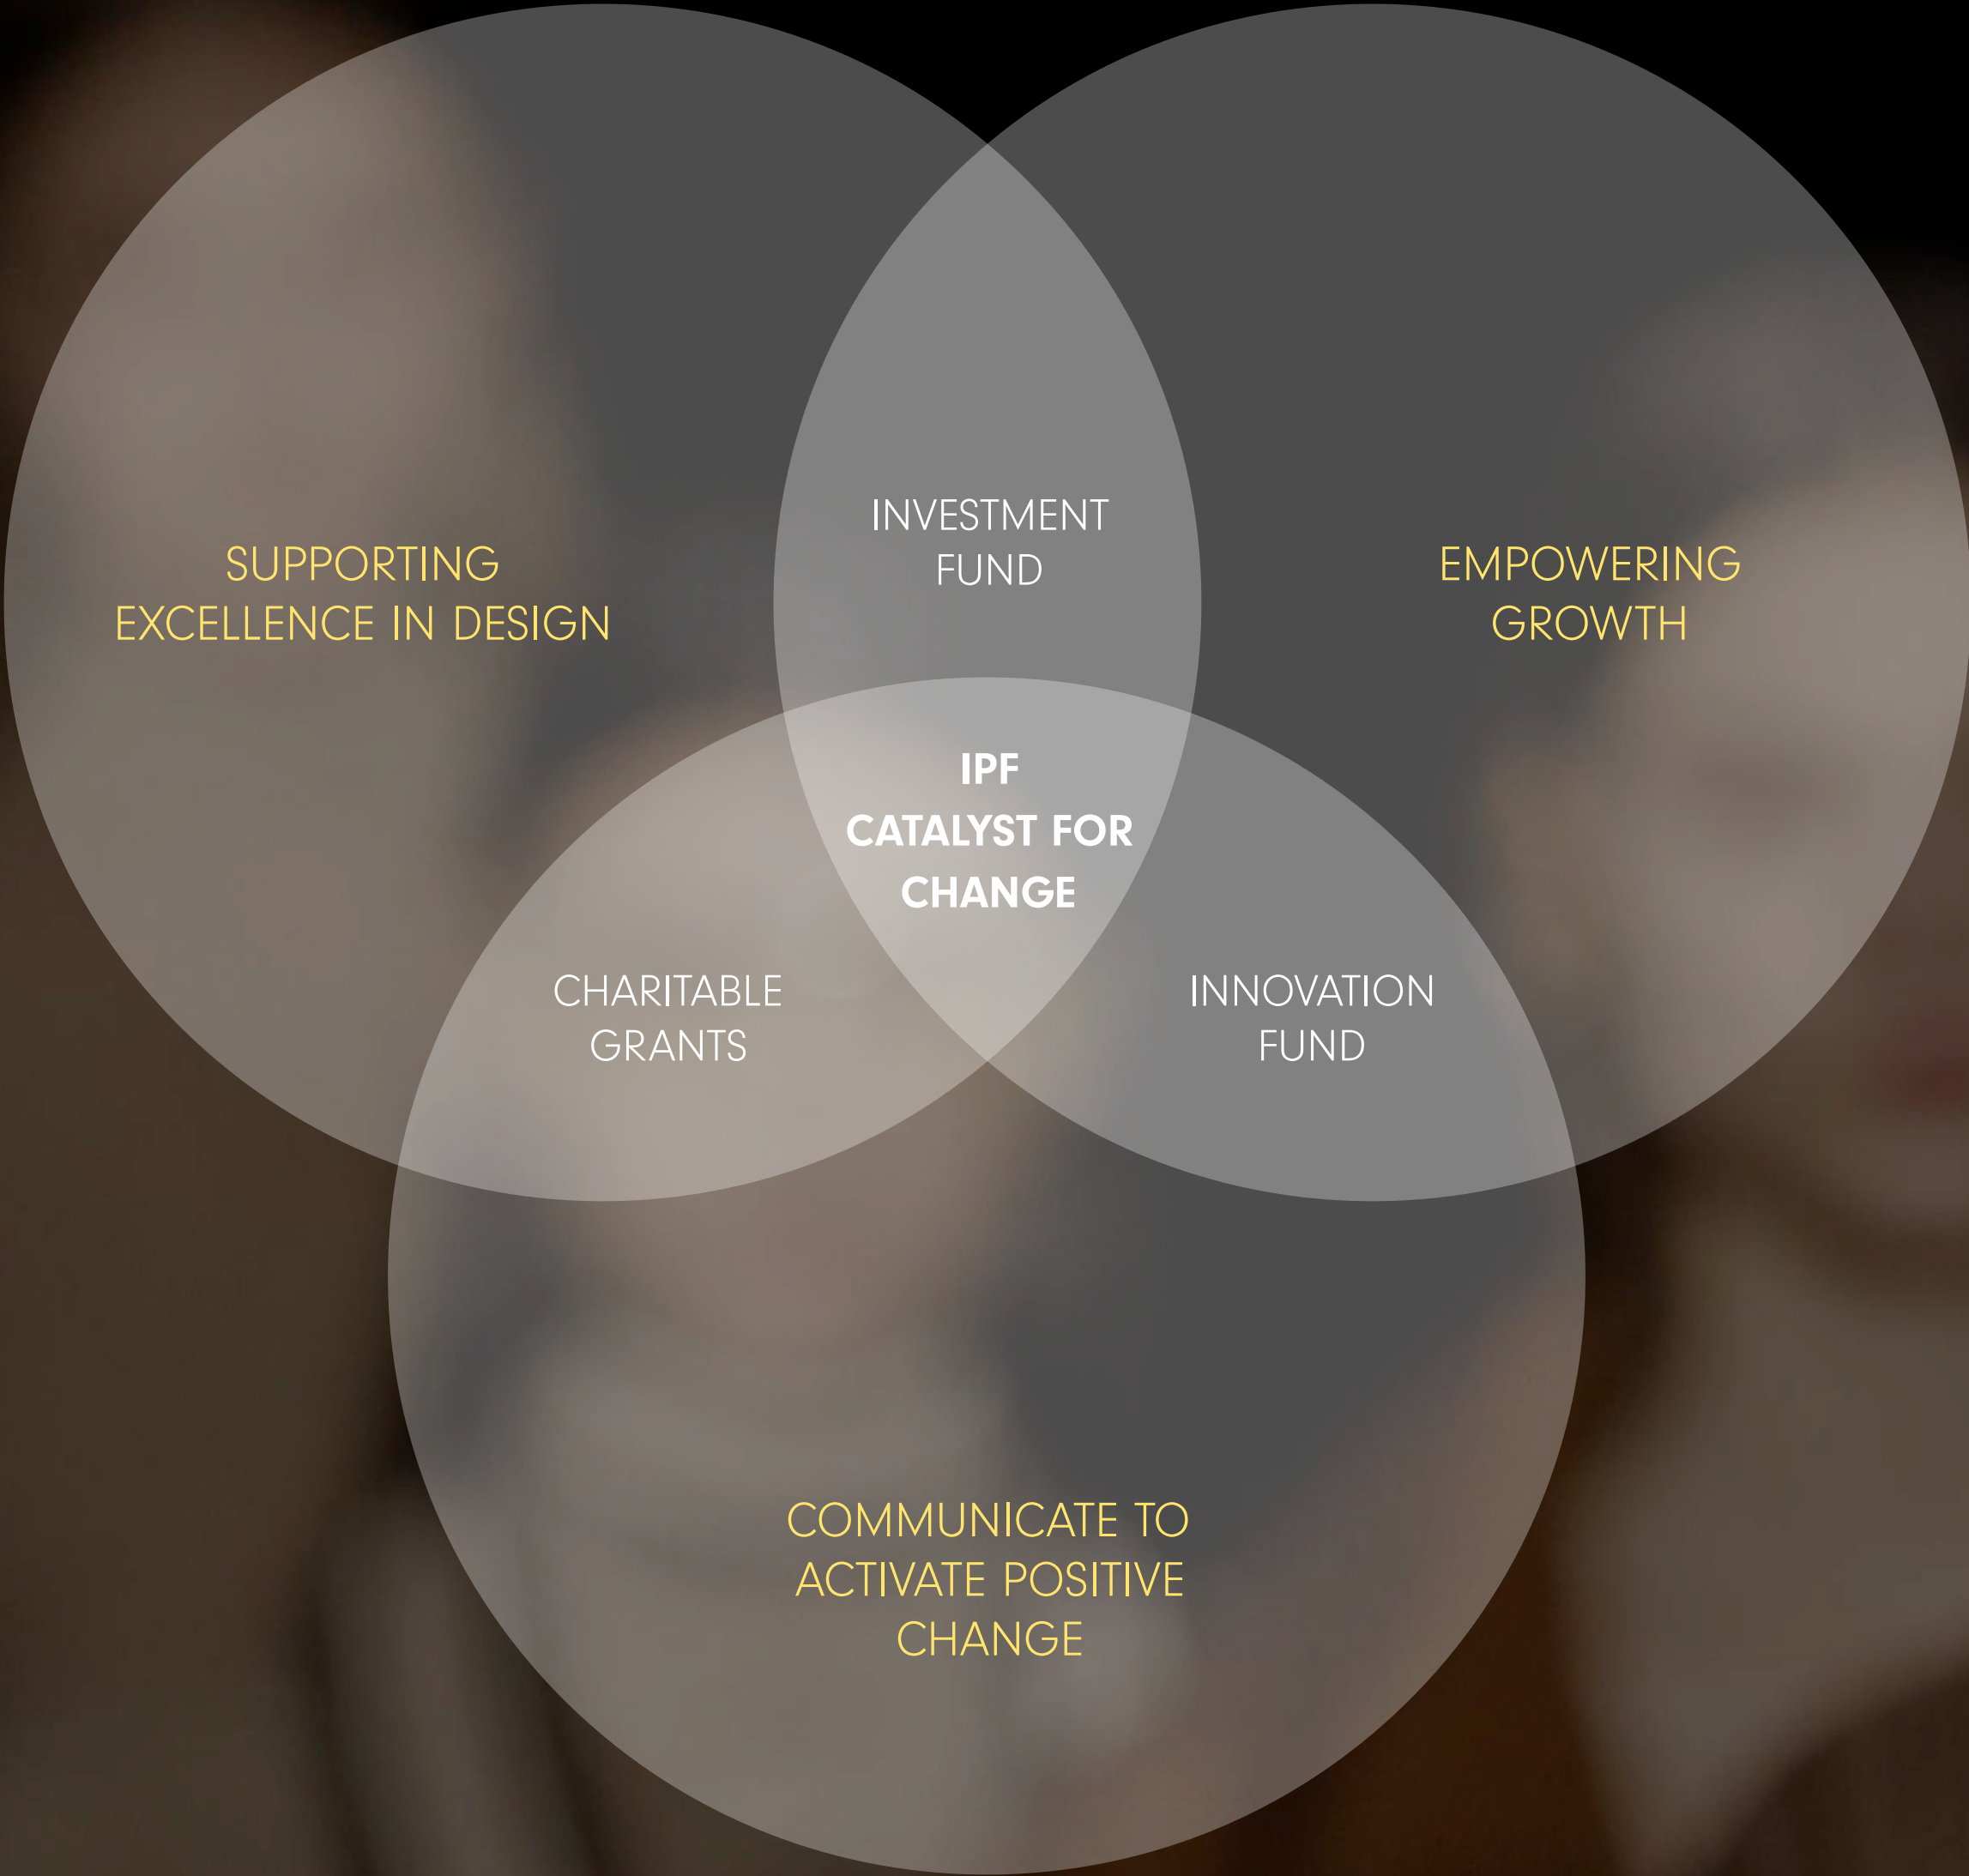 INVESTMENT
FUND
SUPPORTING
EXCELLENCE IN DESIGN
EMPOWERING
GROWTH
IPF
CATALYST FOR
CHANGE
CHARITABLE
GRANTS
INNOVATION
FUND
COMMUNICATE TO
ACTIVATE POSITIVE
CHANGE